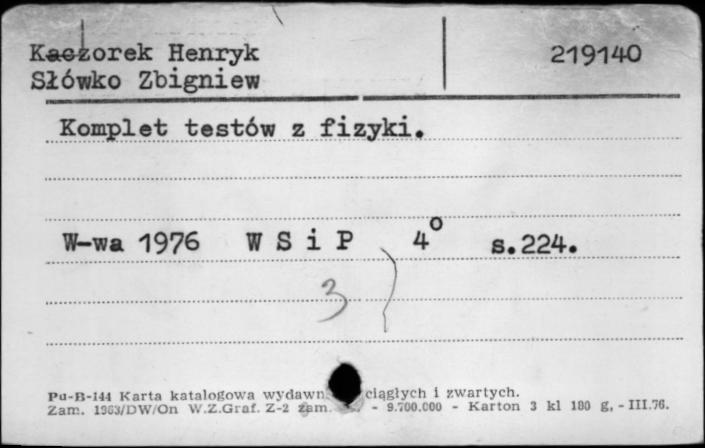 Kaczorek Henryk 219140
Słówko Zbigniew
Komplet testów z fizyki.
W-wa 1976 W S i P 4° s.224.
3
Pu-B-144 Karta katalogowa ciągłych i zwartych.
Zam. 1963/DW/On W.Z.Graf. Z-2 zam. - 9.700.000 - Karton 3 kl 180 g, - III.76.